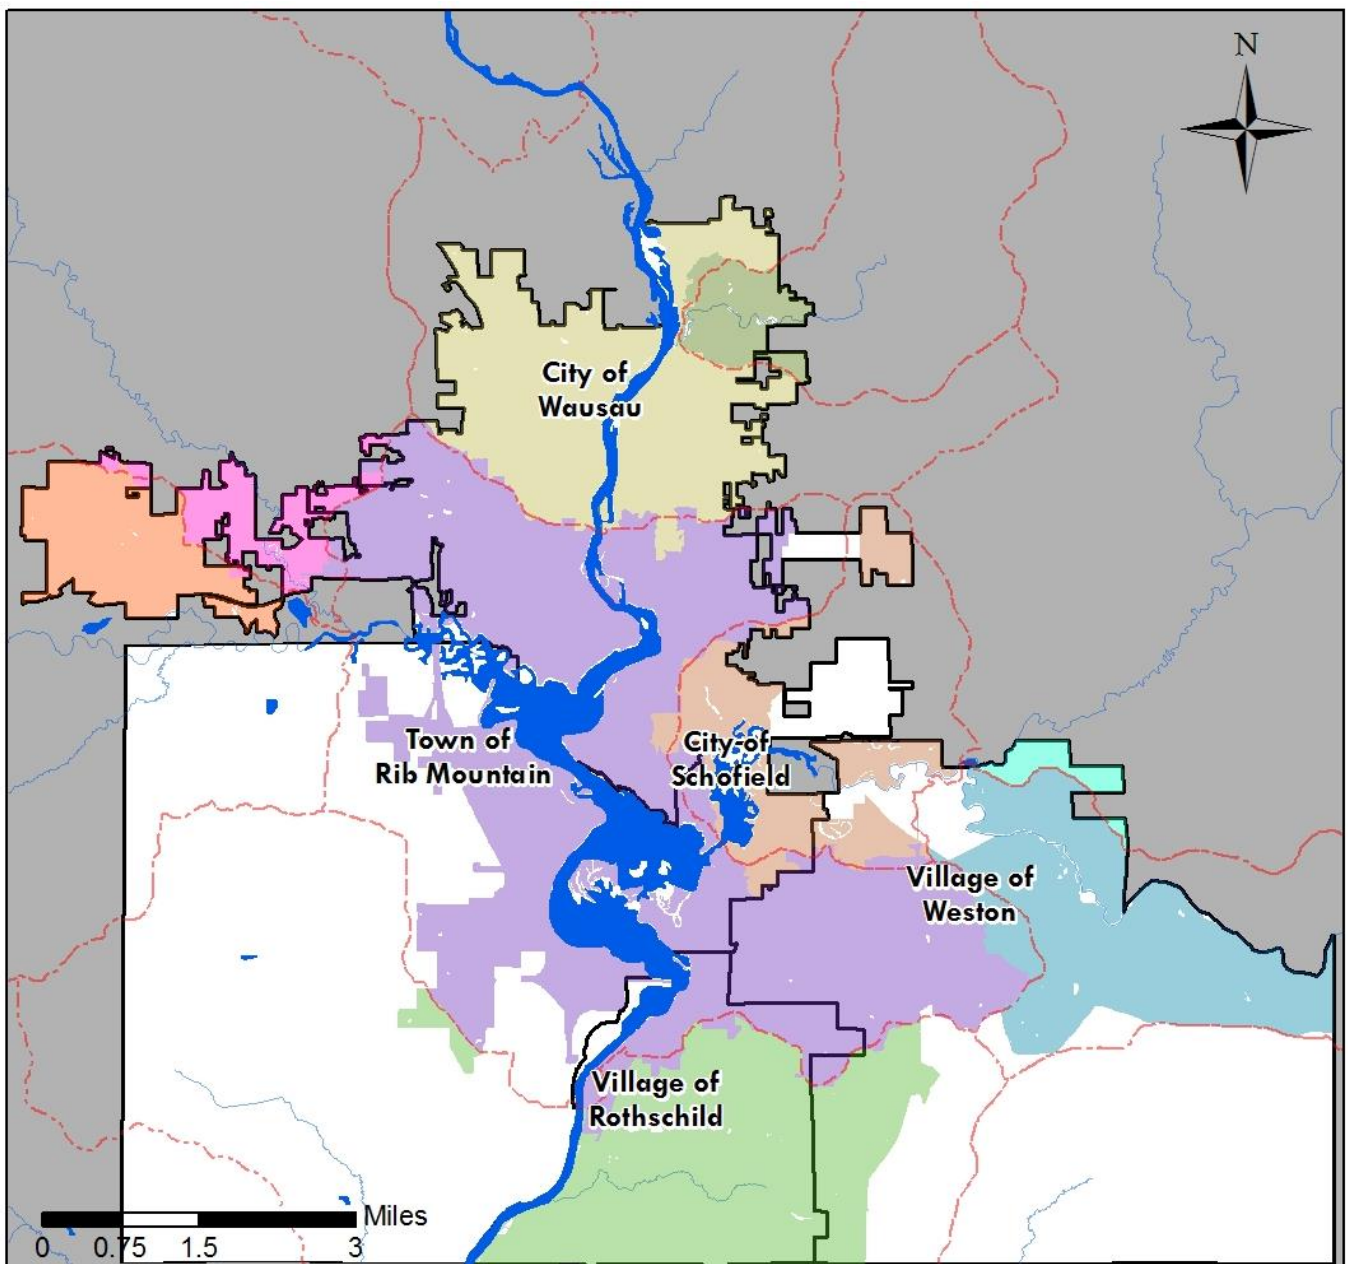 N
City of
Wausau
Town of
Rib Mountain
City of
Schofield
Village of
Weston
Village of
Rothschild
Miles
0 0.75 1.5 3